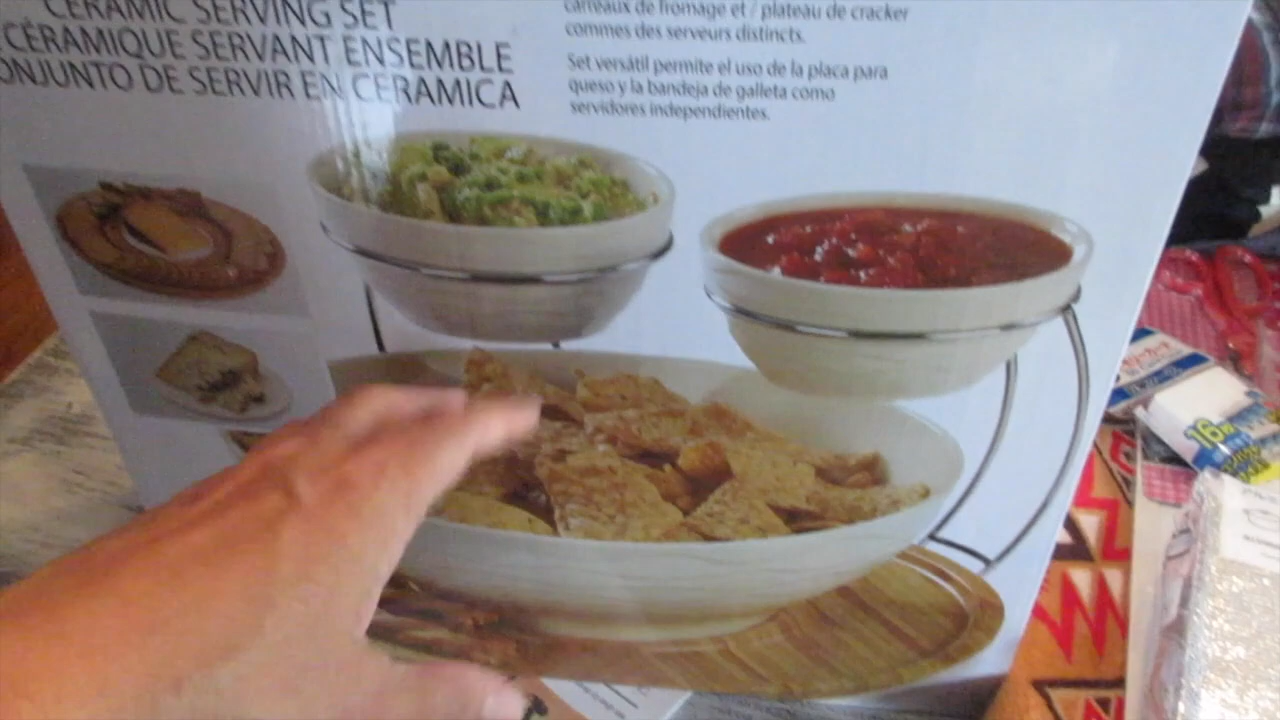 CERAMIC SERVING SET
CÉRAMIQUE SERVANT ENSEMBLE
ONJUNTO DE SERVIR EN CERAMICA
carreaux de fromage et / plateau de cracker
commes des serveurs distincts.
Set versátil permite el uso de la placa para
queso y la bandeja de galleta como
servidores independientes.
16